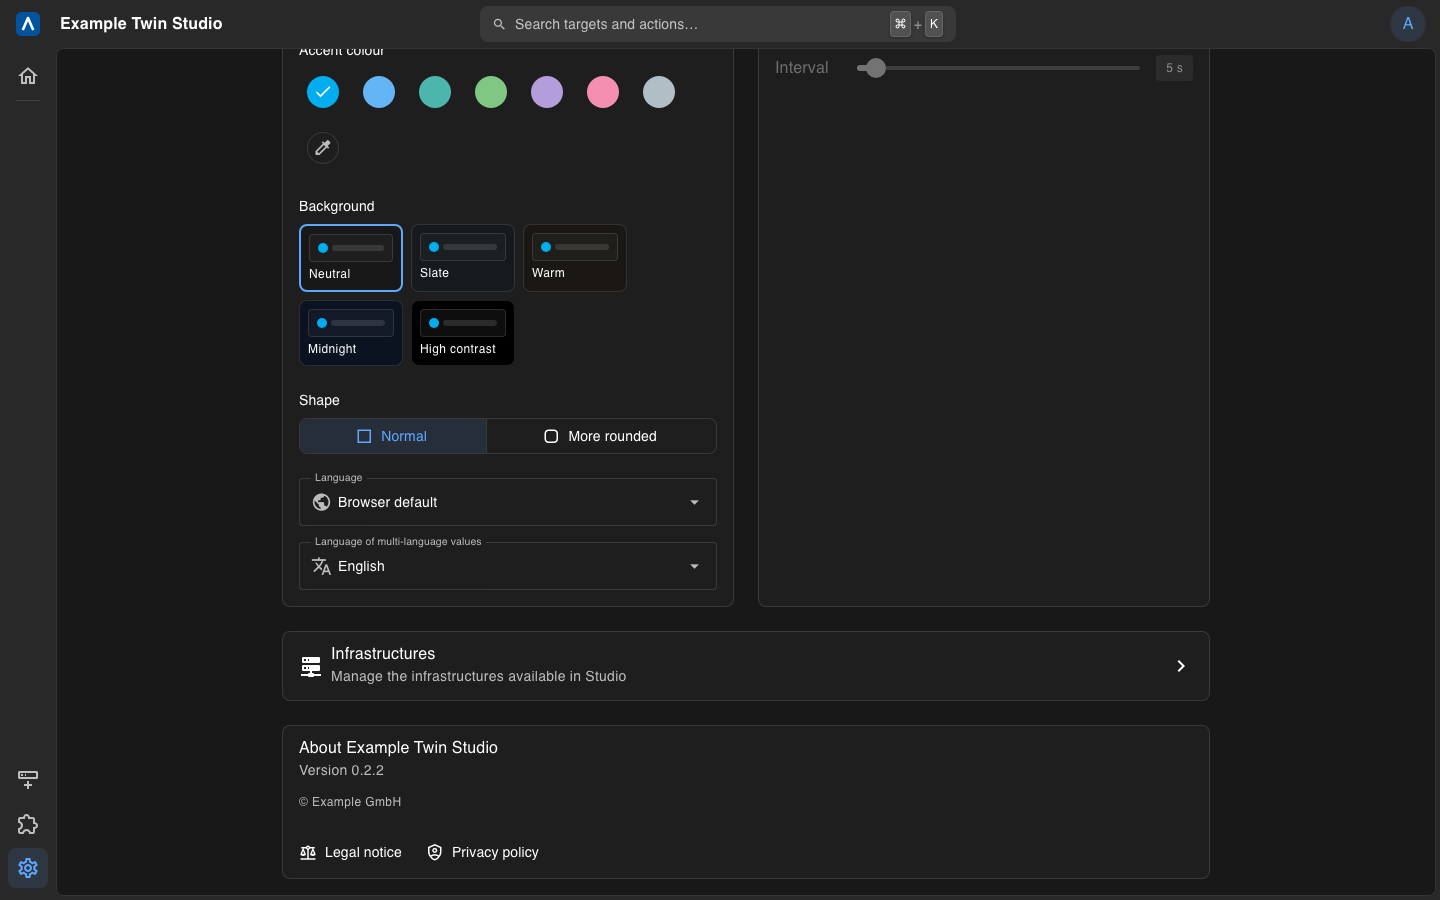 Example Twin Studio
Search targets and actions…
⌘ + K
A
Accent colour
Interval
5 s
Background
Neutral
Slate
Warm
Midnight
High contrast
Shape
Normal
More rounded
Language
Browser default
Language of multi-language values
English
Infrastructures
Manage the infrastructures available in Studio
About Example Twin Studio
Version 0.2.2
© Example GmbH
Legal notice
Privacy policy